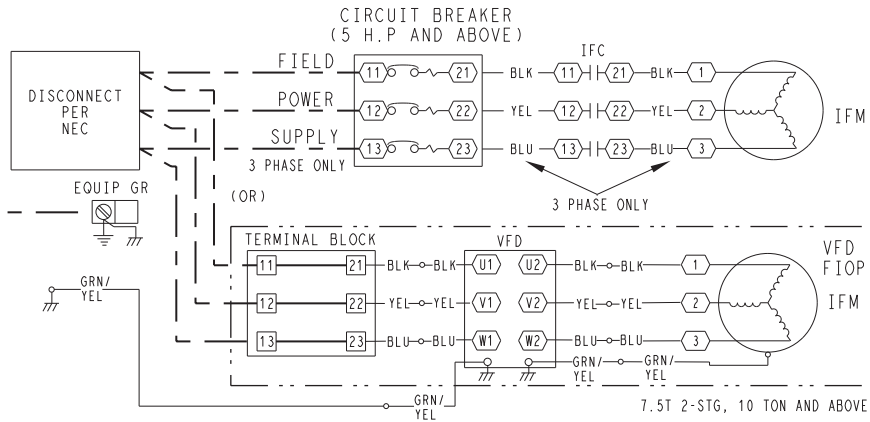 CIRCUIT BREAKER
(5 H.P AND ABOVE)
IFC
FIELD
11 21 BLK 11 21 BLK 1
DISCONNECT
PER
NEC
POWER
12 22 YEL 12 22 YEL 2
IFM
SUPPLY
13 23 BLU 13 23 BLU 3
3 PHASE ONLY
EQUIP GR
(OR)
3 PHASE ONLY
TERMINAL BLOCK
VFD
VFD
FIOP
11 21 BLK BLK U1 U2 BLK BLK 1
GRN/
YEL
12 22 YEL YEL V1 V2 YEL YEL 2
IFM
13 23 BLU BLU W1 W2 BLU BLU 3
GRN/
YEL
GRN/
YEL
GRN/
YEL
7.5T 2-STG, 10 TON AND ABOVE